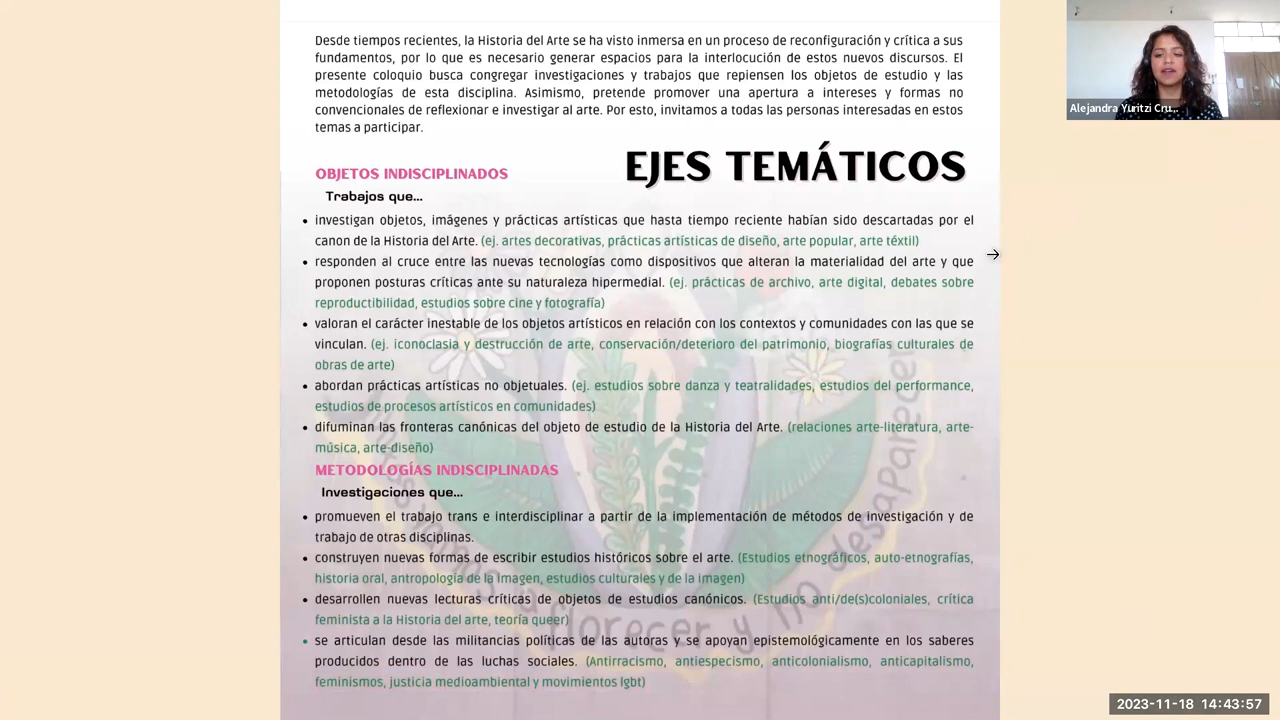 Desde tiempos recientes, la Historia del Arte se ha visto inmersa en un proceso de reconfiguración y crítica a sus
fundamentos, por lo que es necesario generar espacios para la interlocución de estos nuevos discursos. El
presente coloquio busca congregar investigaciones y trabajos que repiensen los objetos de estudio y las
metodologías de esta disciplina. Asimismo, pretende promover una apertura a intereses y formas no
convencionales de reflexionar e investigar al arte. Por esto, invitamos a todas las personas interesadas en estos
temas a participar.
EJES TEMÁTICOS
OBJETOS INDISCIPLINADOS
Trabajos que...
• investigan objetos, imágenes y prácticas artísticas que hasta tiempo reciente habían sido descartadas por el
canon de la Historia del Arte. (ej. artes decorativas, prácticas artísticas de diseño, arte popular, arte téxtil)
• responden al cruce entre las nuevas tecnologías como dispositivos que alteran la materialidad del arte y que
proponen posturas críticas ante su naturaleza hipermedial. (ej. prácticas de archivo, arte digital, debates sobre
reproductibilidad, estudios sobre cine y fotografía)
• valoran el carácter inestable de los objetos artísticos en relación con los contextos y comunidades con las que se
vinculan. (ej. iconoclasia y destrucción de arte, conservación/deterioro del patrimonio, biografías culturales de
obras de arte)
• abordan prácticas artísticas no objetuales. (ej. estudios sobre danza y teatralidades, estudios del performance,
estudios de procesos artísticos en comunidades)
• difuminan las fronteras canónicas del objeto de estudio de la Historia del Arte. (relaciones arte-literatura, arte-
música, arte-diseño)
METODOLOGÍAS INDISCIPLINADAS
Investigaciones que...
• promueven el trabajo trans e interdisciplinar a partir de la implementación de métodos de investigación y de
trabajo de otras disciplinas.
• construyen nuevas formas de escribir estudios históricos sobre el arte. (Estudios etnográficos, auto-etnografías,
historia oral, antropología de la imagen, estudios culturales y de la imagen)
• desarrollen nuevas lecturas críticas de objetos de estudios canónicos. (Estudios anti/de(s)coloniales, crítica
feminista a la Historia del arte, teoría queer)
• se articulan desde las militancias políticas de las autoras y se apoyan epistemológicamente en los saberes
producidos dentro de las luchas sociales. (Antirracismo, antiespecismo, anticolonialismo, anticapitalismo,
feminismos, justicia medioambiental y movimientos lgbt)
florecer y no desaparecer
Alejandra Yuritzi Cru...
2023-11-18 14:43:57